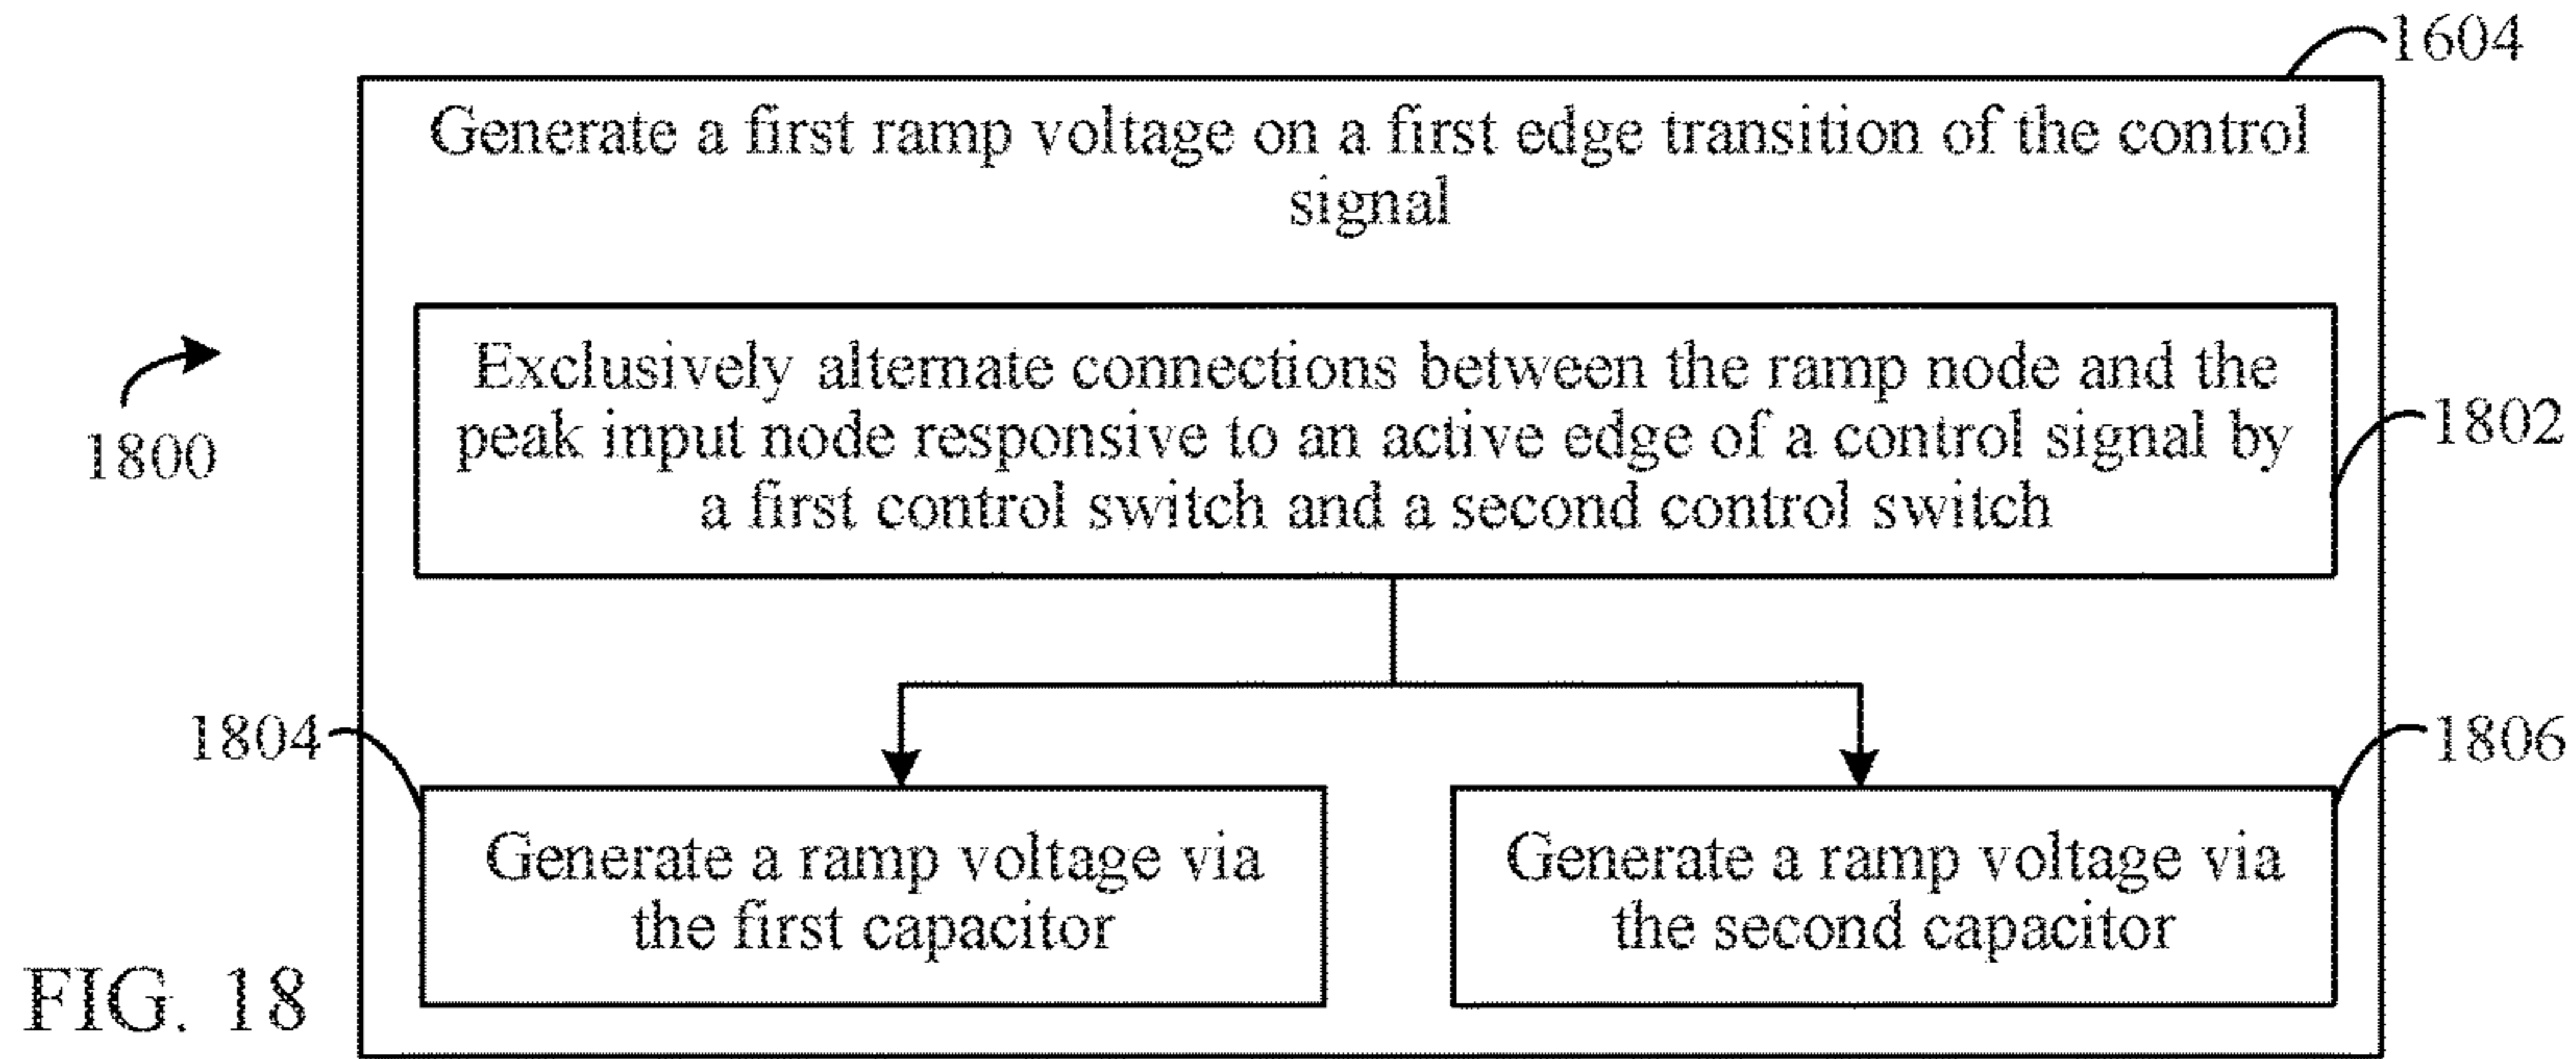 1604
Generate a first ramp voltage on a first edge transition of the control
signal
1800
Exclusively alternate connections between the ramp node and the
peak input node responsive to an active edge of a control signal by
a first control switch and a second control switch
1802
1804
1806
Generate a ramp voltage via
the first capacitor
Generate a ramp voltage via
the second capacitor
FIG. 18